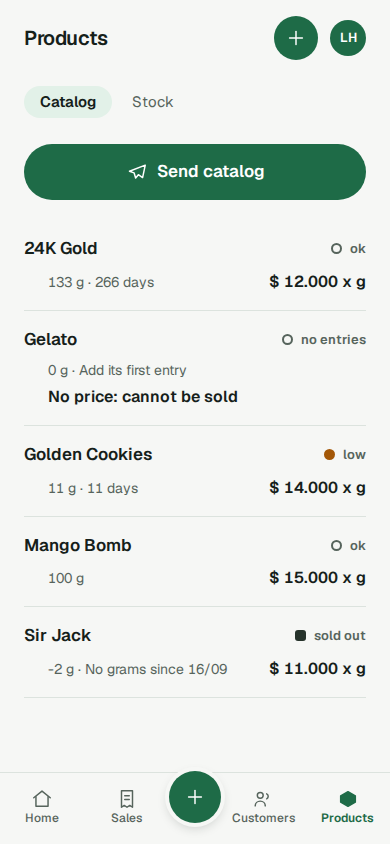 Products
LH
Catalog
Stock
Send catalog
24K Gold
ok
133 g · 266 days
$ 12.000 x g
Gelato
no entries
0 g · Add its first entry
No price: cannot be sold
Golden Cookies
low
11 g · 11 days
$ 14.000 x g
Mango Bomb
ok
100 g
$ 15.000 x g
Sir Jack
sold out
-2 g · No grams since 16/09
$ 11.000 x g
Home
Sales
Customers
Products